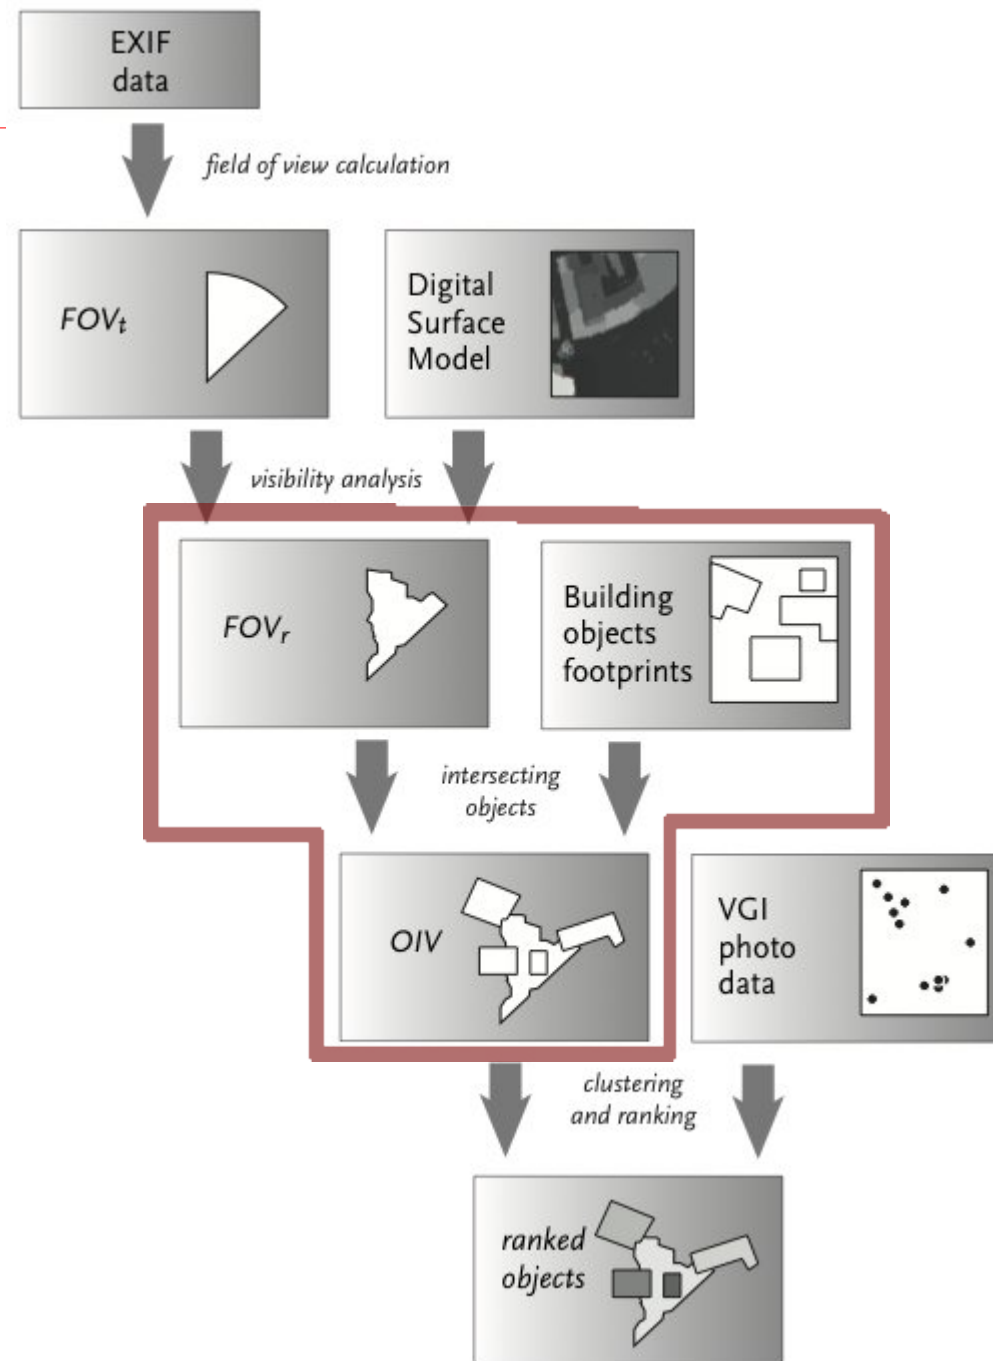 EXIF
data
field of view calculation
FOVt
Digital
Surface
Model
visibility analysis
FOVr
Building
objects
footprints
intersecting
objects
OIV
VGI
photo
data
clustering
and ranking
ranked
objects